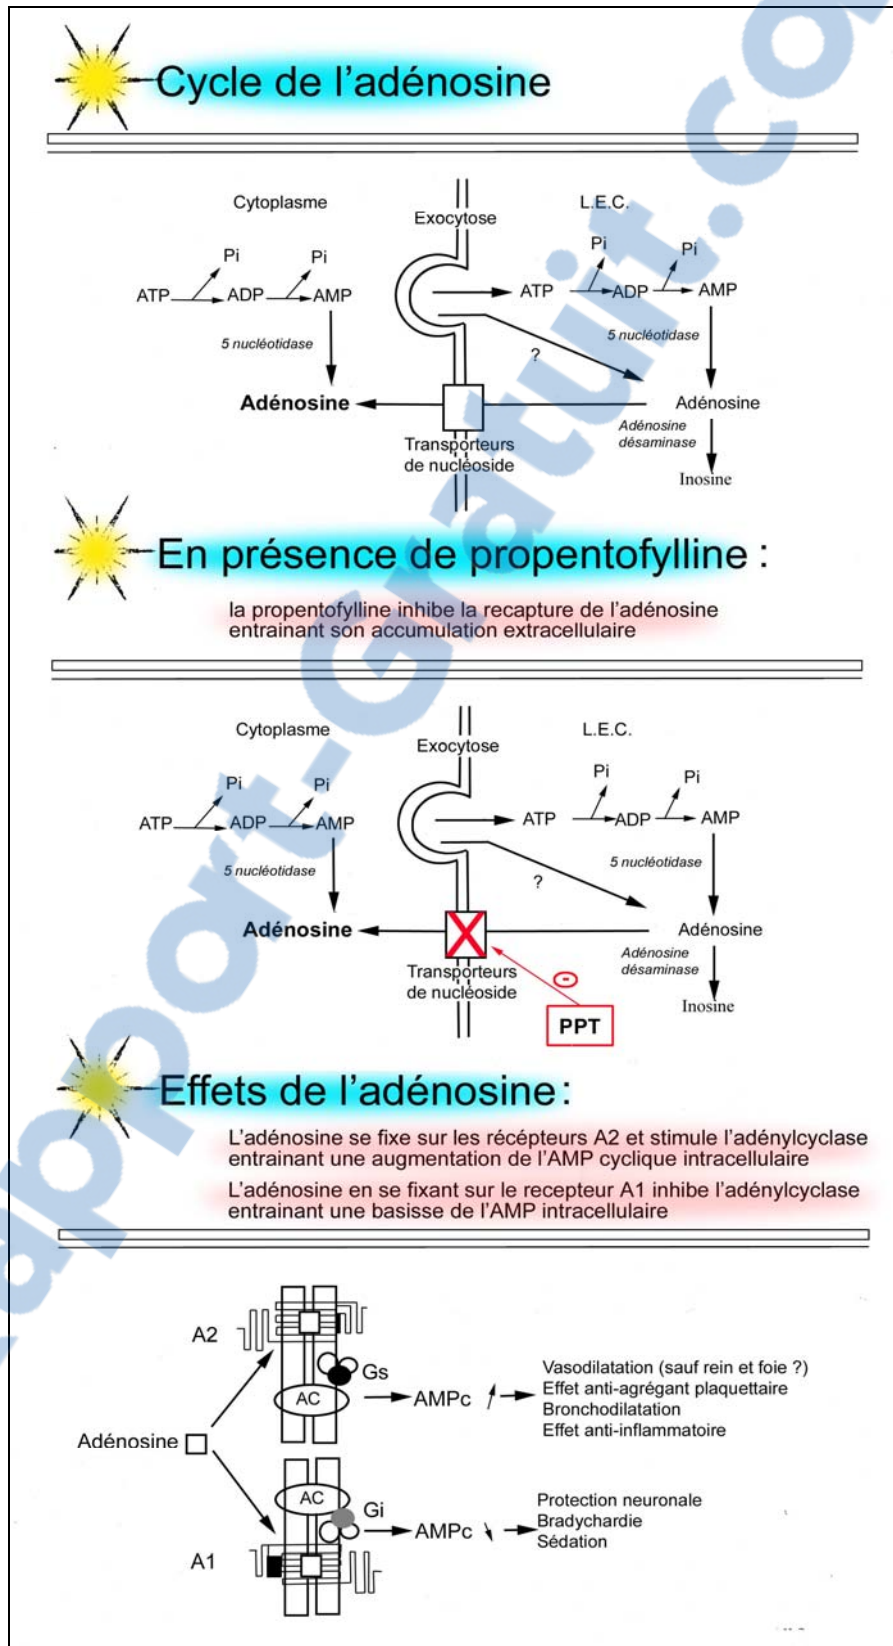 Cycle de l'adénosine
Cytoplasme
Exocytose
L.E.C.
Pi
Pi
Pi
Pi
ATP
ADP
AMP
ATP
ADP
AMP
5 nucléotidase
?
5 nucléotidase
Adénosine
Adénosine
Transporteurs
de nucléoside
Adénosine
désaminase
Inosine
En présence de propentofylline :
la propentofylline inhibe la recapture de l'adénosine
entrainant son accumulation extracellulaire
Cytoplasme
Exocytose
L.E.C.
Pi
Pi
Pi
Pi
ATP
ADP
AMP
ATP
ADP
AMP
5 nucléotidase
?
5 nucléotidase
Adénosine
Adénosine
Transporteurs
de nucléoside
Adénosine
désaminase
Inosine
-
PPT
Effets de l'adénosine :
L'adénosine se fixe sur les récépteurs A2 et stimule l'adénylcyclase
entrainant une augmentation de l'AMP cyclique intracellulaire
L'adénosine en se fixant sur le recepteur A1 inhibe l'adénylcyclase
entrainant une basisse de l'AMP intracellulaire
A2
Gs
AC
AMPc
Vasodilatation (sauf rein et foie ?)
Effet anti-agrégant plaquettaire
Bronchodilatation
Effet anti-inflammatoire
Adénosine
AC
Gi
AMPc
Protection neuronale
Bradychardie
Sédation
A1
Rapport-Gratuit.com